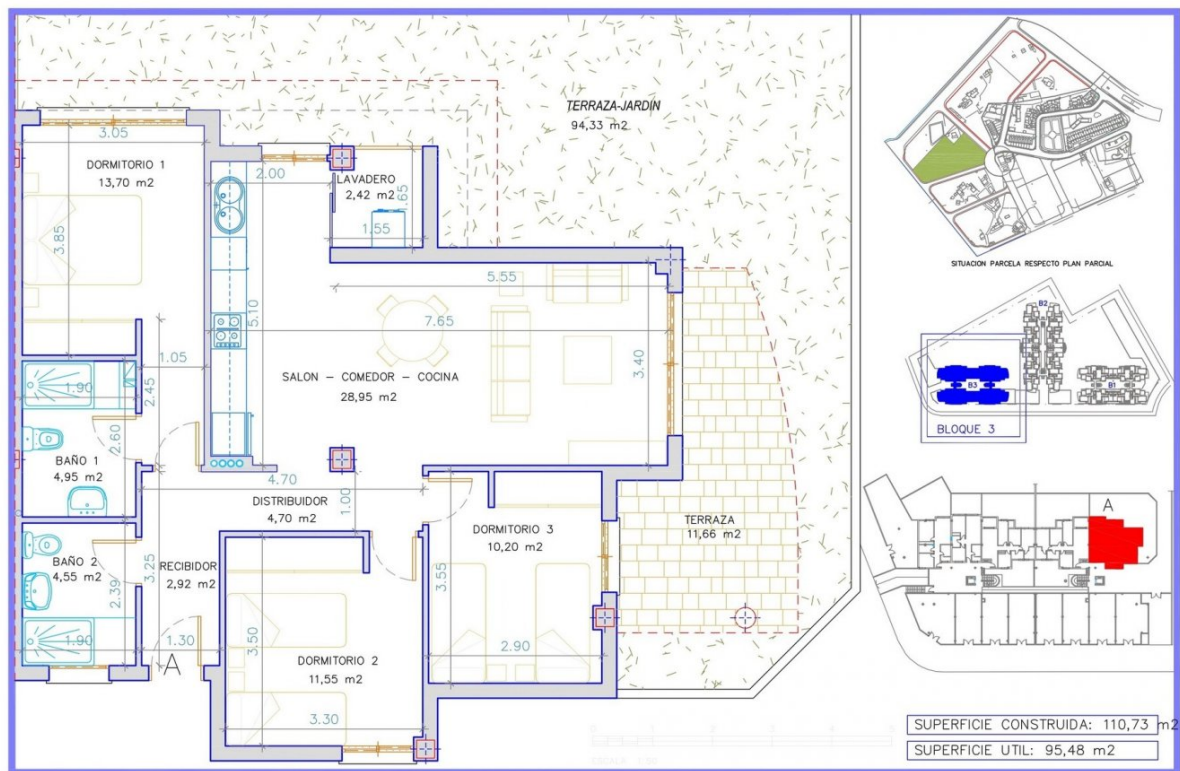 TERRAZA-JARDIN
94,33 m2
3.05
DORMITORIO 1
13,70 m2
3.85
2.00
LAVADERO
2,42 m2
1.55
5.55
5.10
7.65
3.40
1.05
2.45
SALON - COMEDOR - COCINA
28,95 m2
1.90
2.60
BAÑO 1
4,95 m2
4.70
DISTRIBUIDOR
4,70 m2
1.00
DORMITORIO 3
10,20 m2
TERRAZA
11,66 m2
BAÑO 2
4,55 m2
2.39
3.25
RECIBIDOR
2,92 m2
3.55
3.50
1.90
1.30
A
2.90
DORMITORIO 2
11,55 m2
3.30
SITUACION PARCELA RESPECTO PLAN PARCIAL
B2
B3
B1
BLOQUE 3
A
SUPERFICIE CONSTRUIDA: 110,73 m2
SUPERFICIE UTIL: 95,48 m2